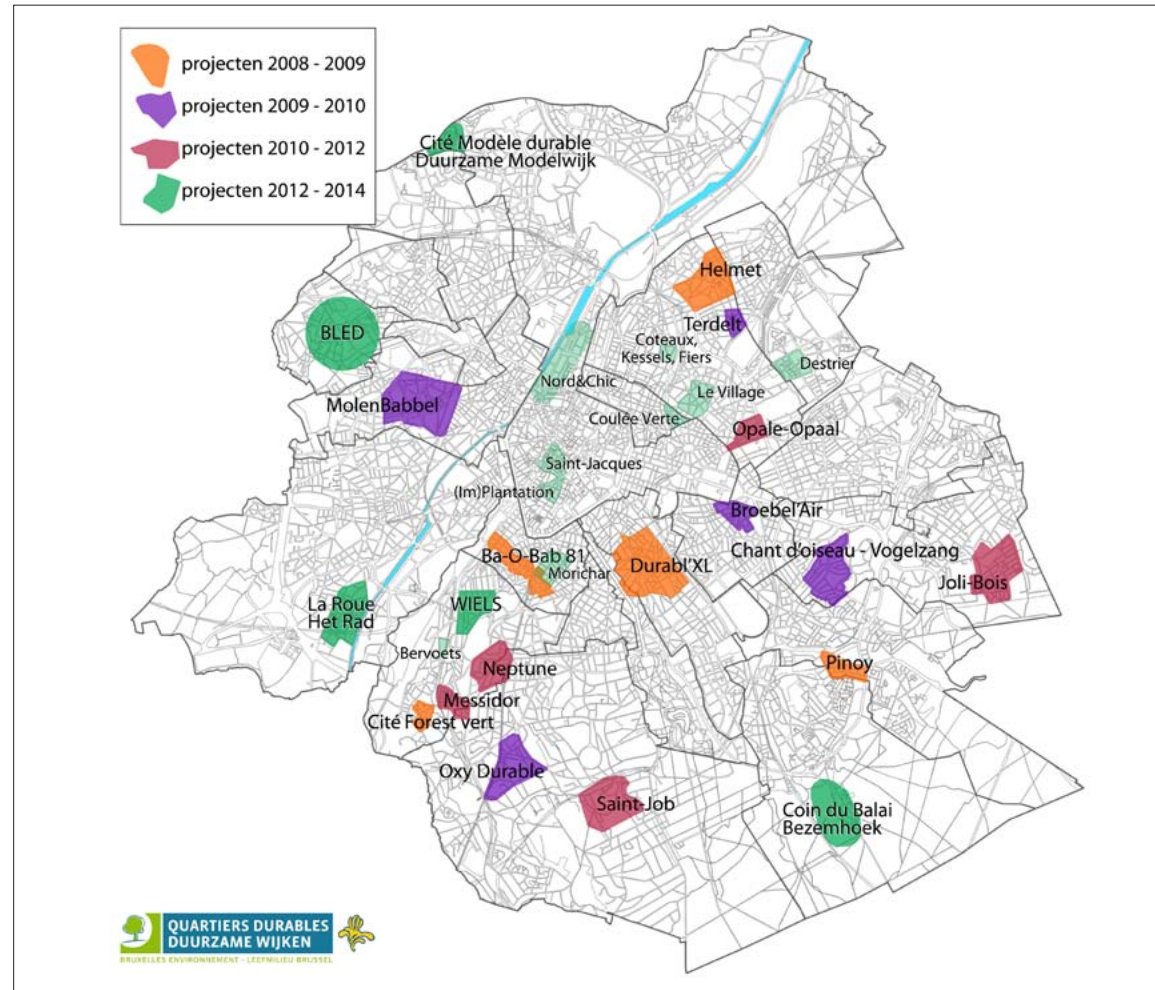 projecten 2008 - 2009
projecten 2009 - 2010
projecten 2010 - 2012
projecten 2012 - 2014
Cité Modèle durable
Duurzame Modelwijk
Helmet
Terdelt
BLED
Coteaux,
Kessels, Fiers
Destrier
Nord&Chic
Le Village
MolenBabbel
Coulée Verte
Opale-Opaal
Saint-Jacques
(Im)Plantation
Broebel'Air
Ba-O-Bab 81'
Morichar
Durabl'XL
Chant d'oiseau - Vogelzang
Joli-Bois
La Roue
Het Rad
WIELS
Bervoets
Neptune
Pinoy
Messidor
Cité Forest vert
Oxy Durable
Saint-Job
Coin du Balai
Bezemhoek
QUARTIERS DURABLES
DUURZAME WIJKEN
BRUXELLES ENVIRONNEMENT - LEEFMILIEU BRUSSEL